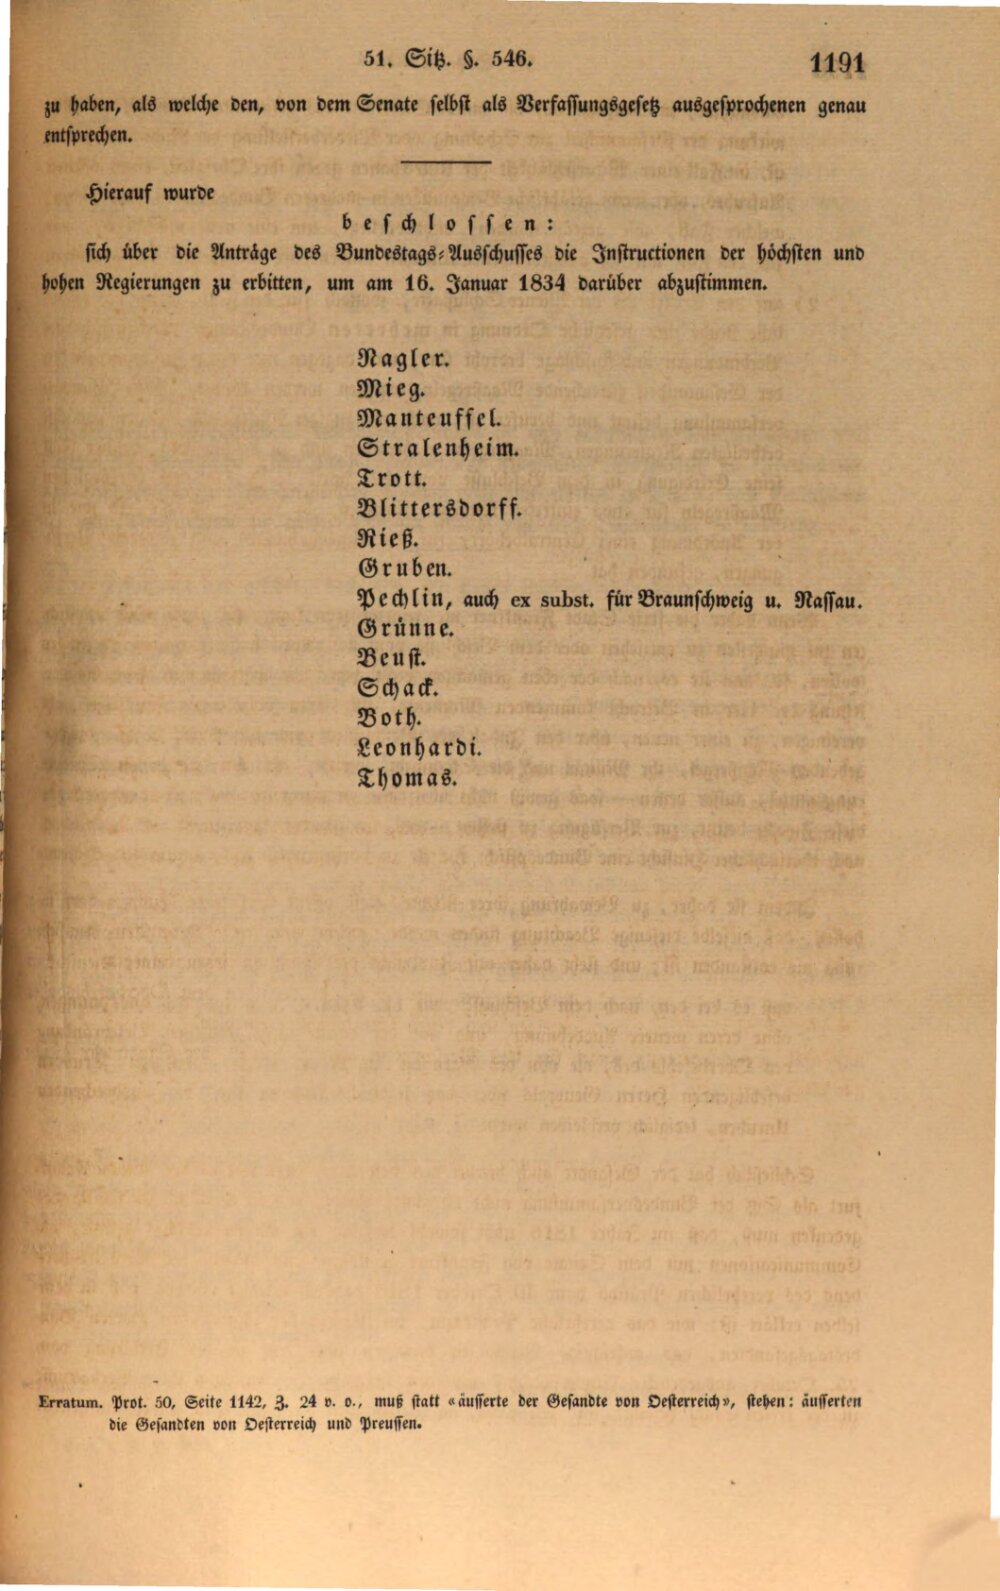 51. Sitz. §. 546.
1191
zu haben, als welche den, von dem Senate selbst als Verfassungsgesetz ausgesprochenen genau
entsprechen.
Hierauf wurde
beschlossen:
sich über die Anträge des Bundestags-Ausschusses die Instructionen der höchsten und
hohen Regierungen zu erbitten, um am 16. Januar 1834 darüber abzustimmen.
Nagler.
Mieg.
Manteuffel.
Stralenheim.
Trott.
Blittersdorff.
Rieß.
Gruben.
Pechlin, auch ex subst. für Braunschweig u. Nassau.
Grünne.
Beust.
Schack.
Both.
Leonhardi.
Thomas.
Erratum. Prot. 50, Seite 1142, Z. 24 v. o., muß statt «äusserte der Gesandte von Oesterreich», stehen: äusserten
die Gesandten von Oesterreich und Preussen.